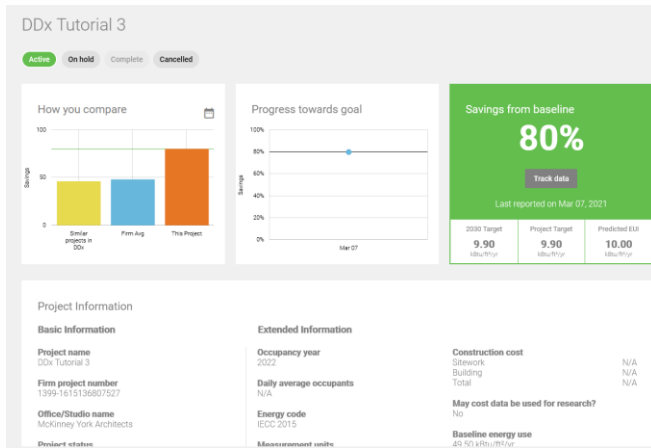 DDx Tutorial 3
Active On hold Complete Cancelled
How you compare
100
50
0
Savings
Similar
projects in
DDx
Firm Avg
This Project
Progress towards goal
100%
80%
60%
40%
20%
0%
Savings
Mar 07
Savings from baseline
80%
Track data
Last reported on Mar 07, 2021
2030 Target
9.90
kBtu/ft²/yr
Project Target
9.90
kBtu/ft²/yr
Predicted EUI
10.00
kBtu/ft²/yr
Project Information
Basic Information
Project name
DDx Tutorial 3
Firm project number
1399-1615136807527
Office/Studio name
McKinney York Architects
Project status
Extended Information
Occupancy year
2022
Daily average occupants
N/A
Energy code
IECC 2015
Measurement units
Construction cost
Sitework N/A
Building N/A
Total N/A
May cost data be used for research?
No
Baseline energy use
49.50 kBtu/ft²/yr